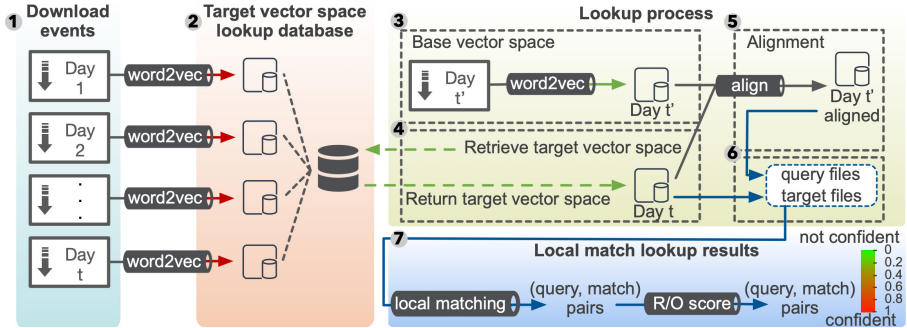 1 Download
events
Day
1
word2vec
Day
2
word2vec
.
.
.
word2vec
Day
t
word2vec
2 Target vector space
lookup database
Lookup process
3
Base vector space
Day
t'
word2vec
Day t'
4
Retrieve target vector space
Return target vector space
Day t
align
5
Alignment
Day t'
aligned
6
query files
target files
7
Local match lookup results
local matching
(query, match)
pairs
R/O score
(query, match)
pairs
not confident
0
0.2
0.4
0.6
0.8
1
confident